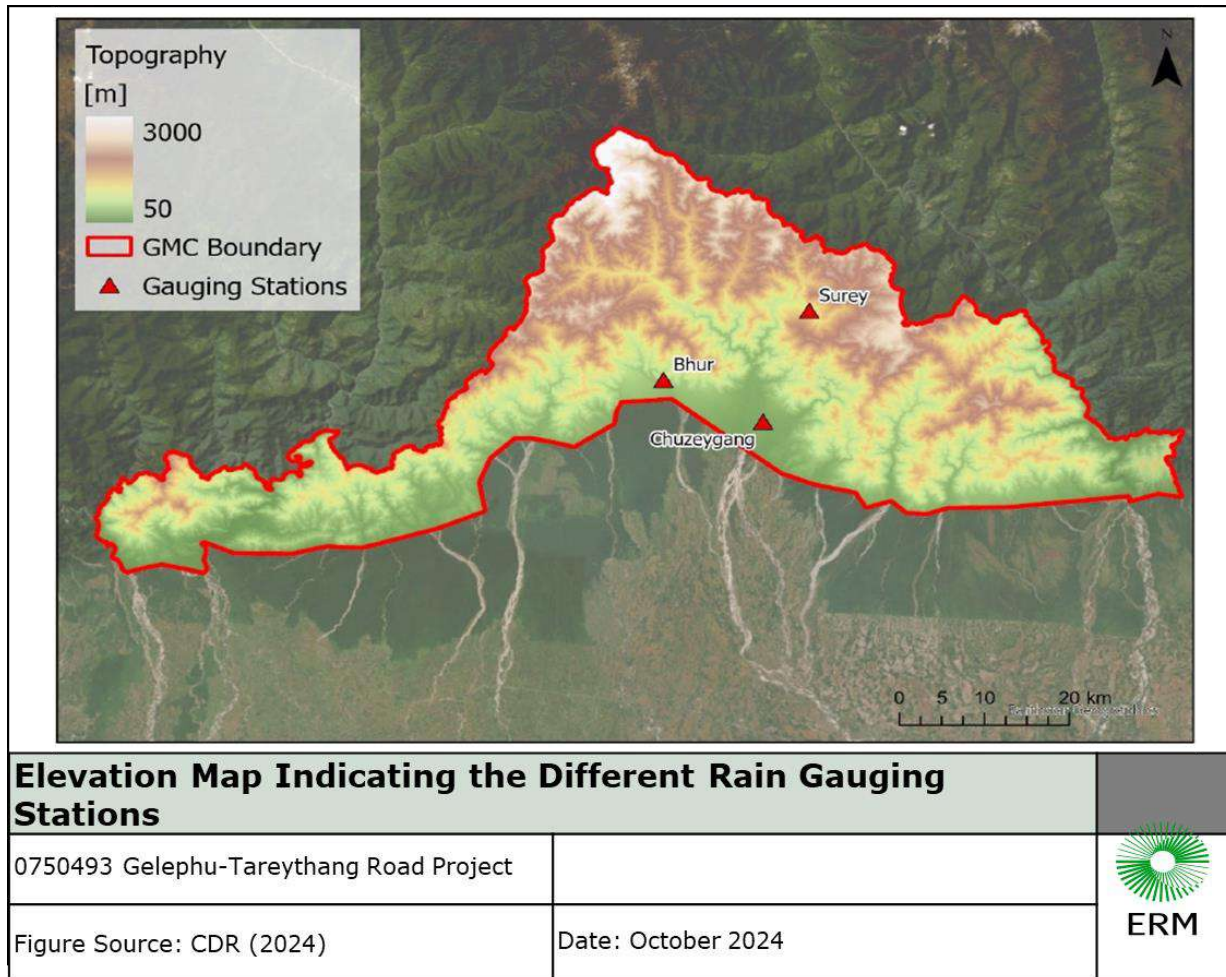 Topography
[m]
3000
50
GMC Boundary
Gauging Stations
N
Surey
Bhur
Chuzeygang
0 5 10 20 km
Elevation Map Indicating the Different Rain Gauging
Stations
0750493 Gelephu-Tareythang Road Project
Figure Source: CDR (2024)
Date: October 2024
ERM